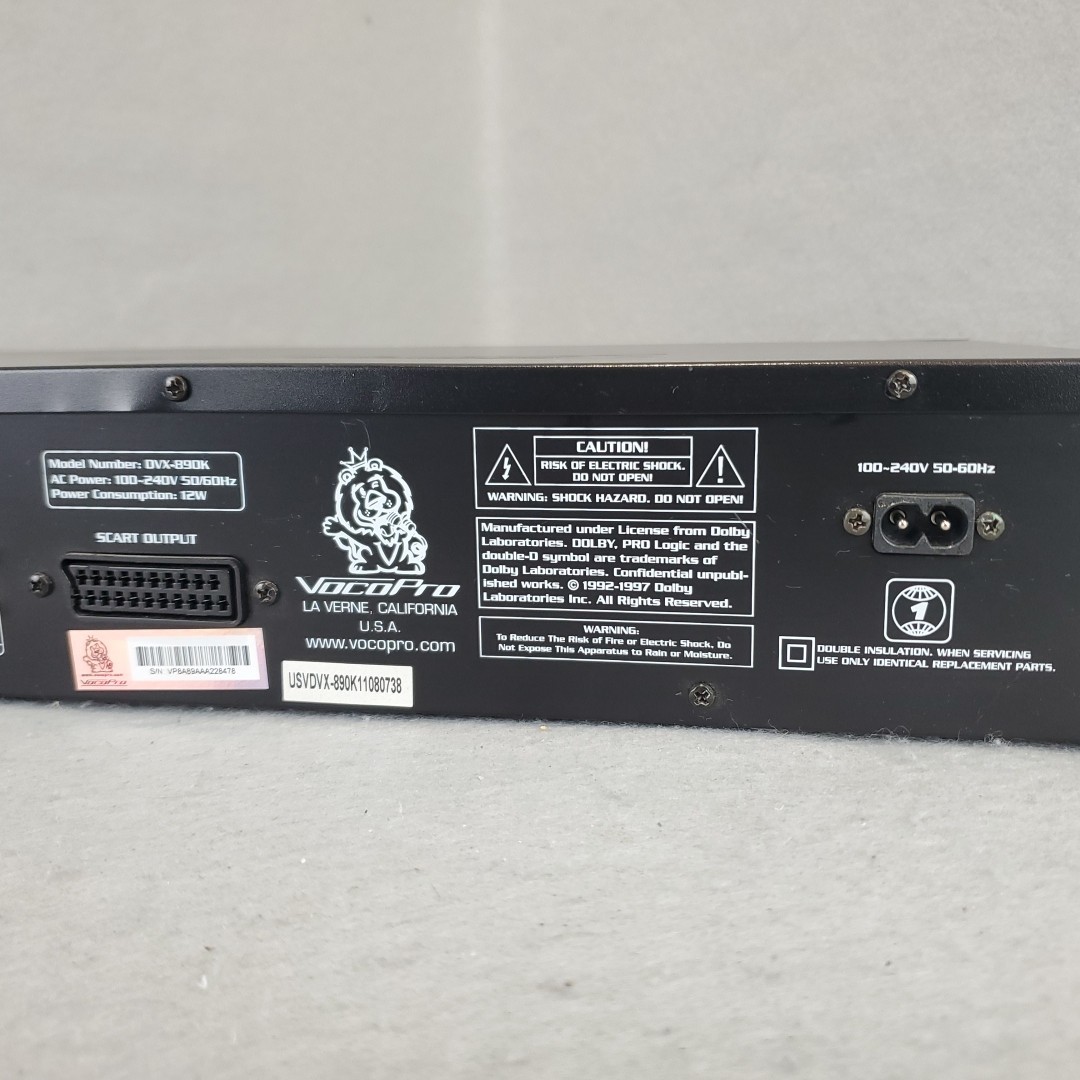 Model Number: DVX-890K
AC Power: 100~240V 50/60Hz
Power Consumption: 12W
SCART OUTPUT
www.vocopro.com
VocoPro
S/N VP8A89AAA226476
VocoPro
LA VERNE, CALIFORNIA
U.S.A.
www.vocopro.com
USVDVX-890K11080738
CAUTION!
RISK OF ELECTRIC SHOCK.
DO NOT OPEN!
WARNING: SHOCK HAZARD. DO NOT OPEN!
Manufactured under License from Dolby
Laboratories. DOLBY, PRO Logic and the
double-D symbol are trademarks of
Dolby Laboratories. Confidential unpubl-
ished works. © 1992-1997 Dolby
Laboratories Inc. All Rights Reserved.
WARNING:
To Reduce The Risk of Fire or Electric Shock, Do
Not Expose This Apparatus to Rain or Moisture.
100~240V 50-60Hz
1
DOUBLE INSULATION. WHEN SERVICING
USE ONLY IDENTICAL REPLACEMENT PARTS.